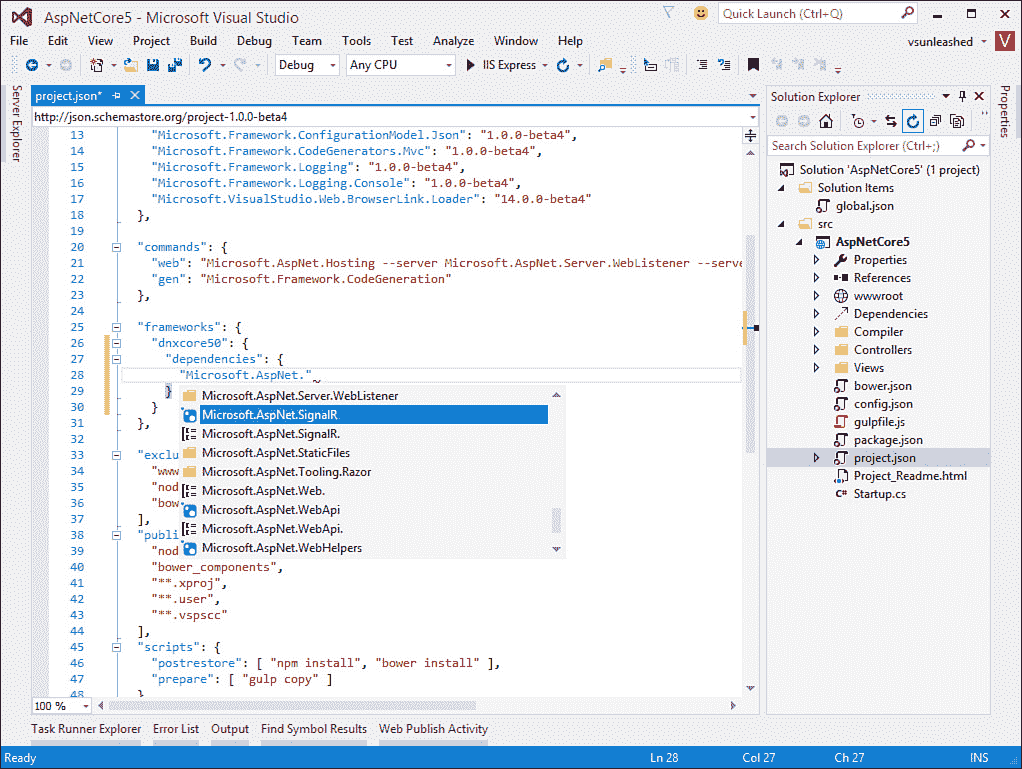 AspNetCore5 - Microsoft Visual Studio
Quick Launch (Ctrl+Q)
File Edit View Project Build Debug Team Tools Test Analyze Window Help
vsunleashed V
Debug Any CPU IIS Express
Server Explorer
project.json*
http://json.schemastore.org/project-1.0.0-beta4
13 "Microsoft.Framework.ConfigurationModel.Json": "1.0.0-beta4",
14 "Microsoft.Framework.CodeGenerators.Mvc": "1.0.0-beta4",
15 "Microsoft.Framework.Logging": "1.0.0-beta4",
16 "Microsoft.Framework.Logging.Console": "1.0.0-beta4",
17 "Microsoft.VisualStudio.Web.BrowserLink.Loader": "14.0.0-beta4"
18 },
19
20 "commands": {
21 "web": "Microsoft.AspNet.Hosting --server Microsoft.AspNet.Server.WebListener --serve
22 "gen": "Microsoft.Framework.CodeGeneration"
23 },
24
25 "frameworks": {
26 "dnxcore50": {
27 "dependencies": {
28 "Microsoft.AspNet."
29 }
30 }
31 },
32
33 "exclu
34 "www
35 "nod
36 "bow
37 ],
38 "publi
39 "nod
40 "bower_components",
41 "**.xproj",
42 "**.user",
43 "**.vspscc"
44 ],
45 "scripts": {
46 "postrestore": [ "npm install", "bower install" ],
47 "prepare": [ "gulp copy" ]
48 }
Microsoft.AspNet.Server.WebListener
Microsoft.AspNet.SignalR
Microsoft.AspNet.SignalR.
Microsoft.AspNet.StaticFiles
Microsoft.AspNet.Tooling.Razor
Microsoft.AspNet.Web.
Microsoft.AspNet.WebApi
Microsoft.AspNet.WebApi.
Microsoft.AspNet.WebHelpers
100 %
Solution Explorer
Search Solution Explorer (Ctrl+;)
Solution 'AspNetCore5' (1 project)
Solution Items
global.json
src
AspNetCore5
Properties
References
wwwroot
Dependencies
Compiler
Controllers
Views
bower.json
config.json
gulpfile.js
package.json
project.json
Project_Readme.html
C# Startup.cs
Properties
Task Runner Explorer Error List Output Find Symbol Results Web Publish Activity
Ready Ln 28 Col 27 Ch 27 INS